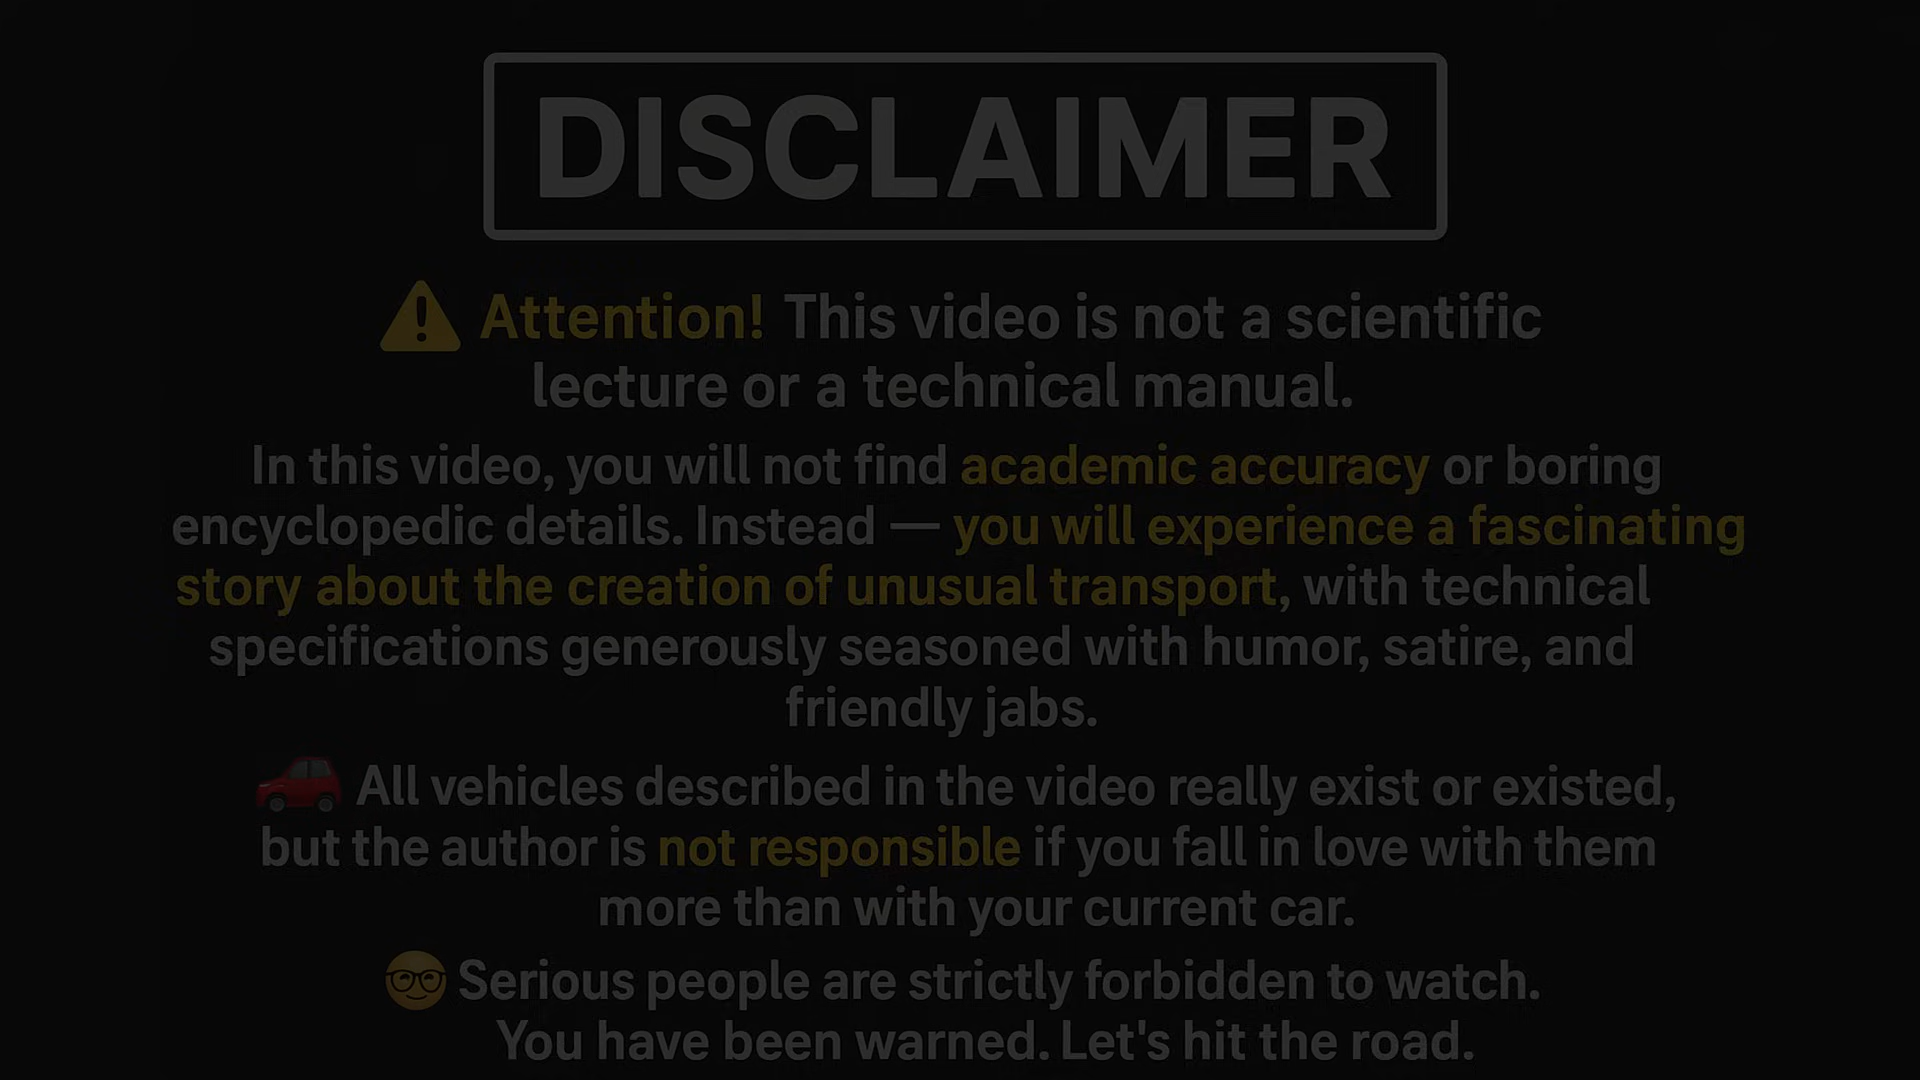 DISCLAIMER
⚠️ Attention! This video is not a scientific
lecture or a technical manual.
In this video, you will not find academic accuracy or boring
encyclopedic details. Instead — you will experience a fascinating
story about the creation of unusual transport, with technical
specifications generously seasoned with humor, satire, and
friendly jabs.
🚗 All vehicles described in the video really exist or existed,
but the author is not responsible if you fall in love with them
more than with your current car.
🤓 Serious people are strictly forbidden to watch.
You have been warned. Let's hit the road.